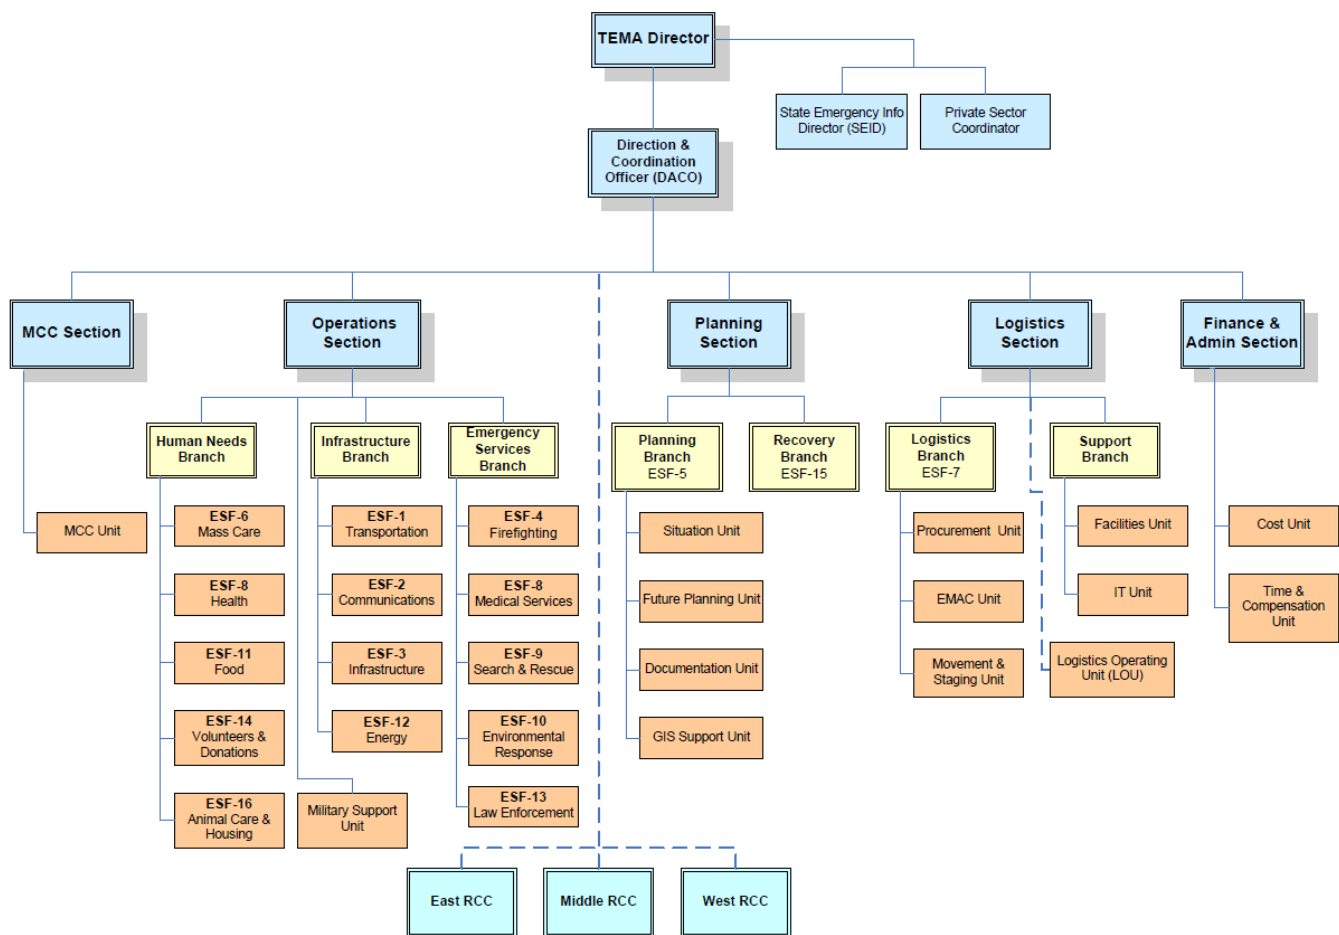 TEMA Director
State Emergency Info
Director (SEID)
Private Sector
Coordinator
Direction &
Coordination
Officer (DACO)
MCC Section
Operations
Section
Planning
Section
Logistics
Section
Finance &
Admin Section
Human Needs
Branch
Infrastructure
Branch
Emergency
Services
Branch
Planning
Branch
ESF-5
Recovery
Branch
ESF-15
Logistics
Branch
ESF-7
Support
Branch
MCC Unit
ESF-6
Mass Care
ESF-8
Health
ESF-11
Food
ESF-14
Volunteers &
Donations
ESF-16
Animal Care &
Housing
Military Support
Unit
ESF-1
Transportation
ESF-2
Communications
ESF-3
Infrastructure
ESF-12
Energy
ESF-4
Firefighting
ESF-8
Medical Services
ESF-9
Search & Rescue
ESF-10
Environmental
Response
ESF-13
Law Enforcement
Situation Unit
Future Planning Unit
Documentation Unit
GIS Support Unit
Procurement Unit
EMAC Unit
Movement &
Staging Unit
Facilities Unit
IT Unit
Logistics Operating
Unit (LOU)
Cost Unit
Time &
Compensation
Unit
East RCC
Middle RCC
West RCC